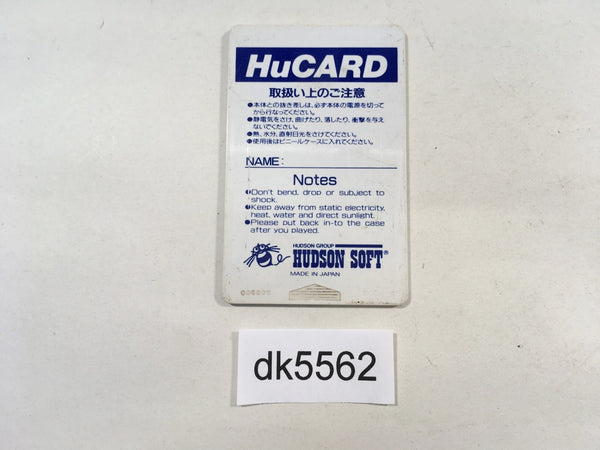 HuCARD
取扱い上のご注意
●本体との抜き差しは、必ず本体の電源を切って
から行なってください。
●静電気をさけ、曲げたり、落したり、衝撃を与え
ないでください。
●熱、水分、直射日光をさけてください。
●使用後はビニールケースに入れてください。
NAME:
Notes
●Don't bend, drop or subject to
shock.
●Keep away from static electricity,
heat, water and direct sunlight.
●Please put back in-to the case
after you played.
HUDSON GROUP
HUDSON SOFT®
MADE IN JAPAN
dk5562